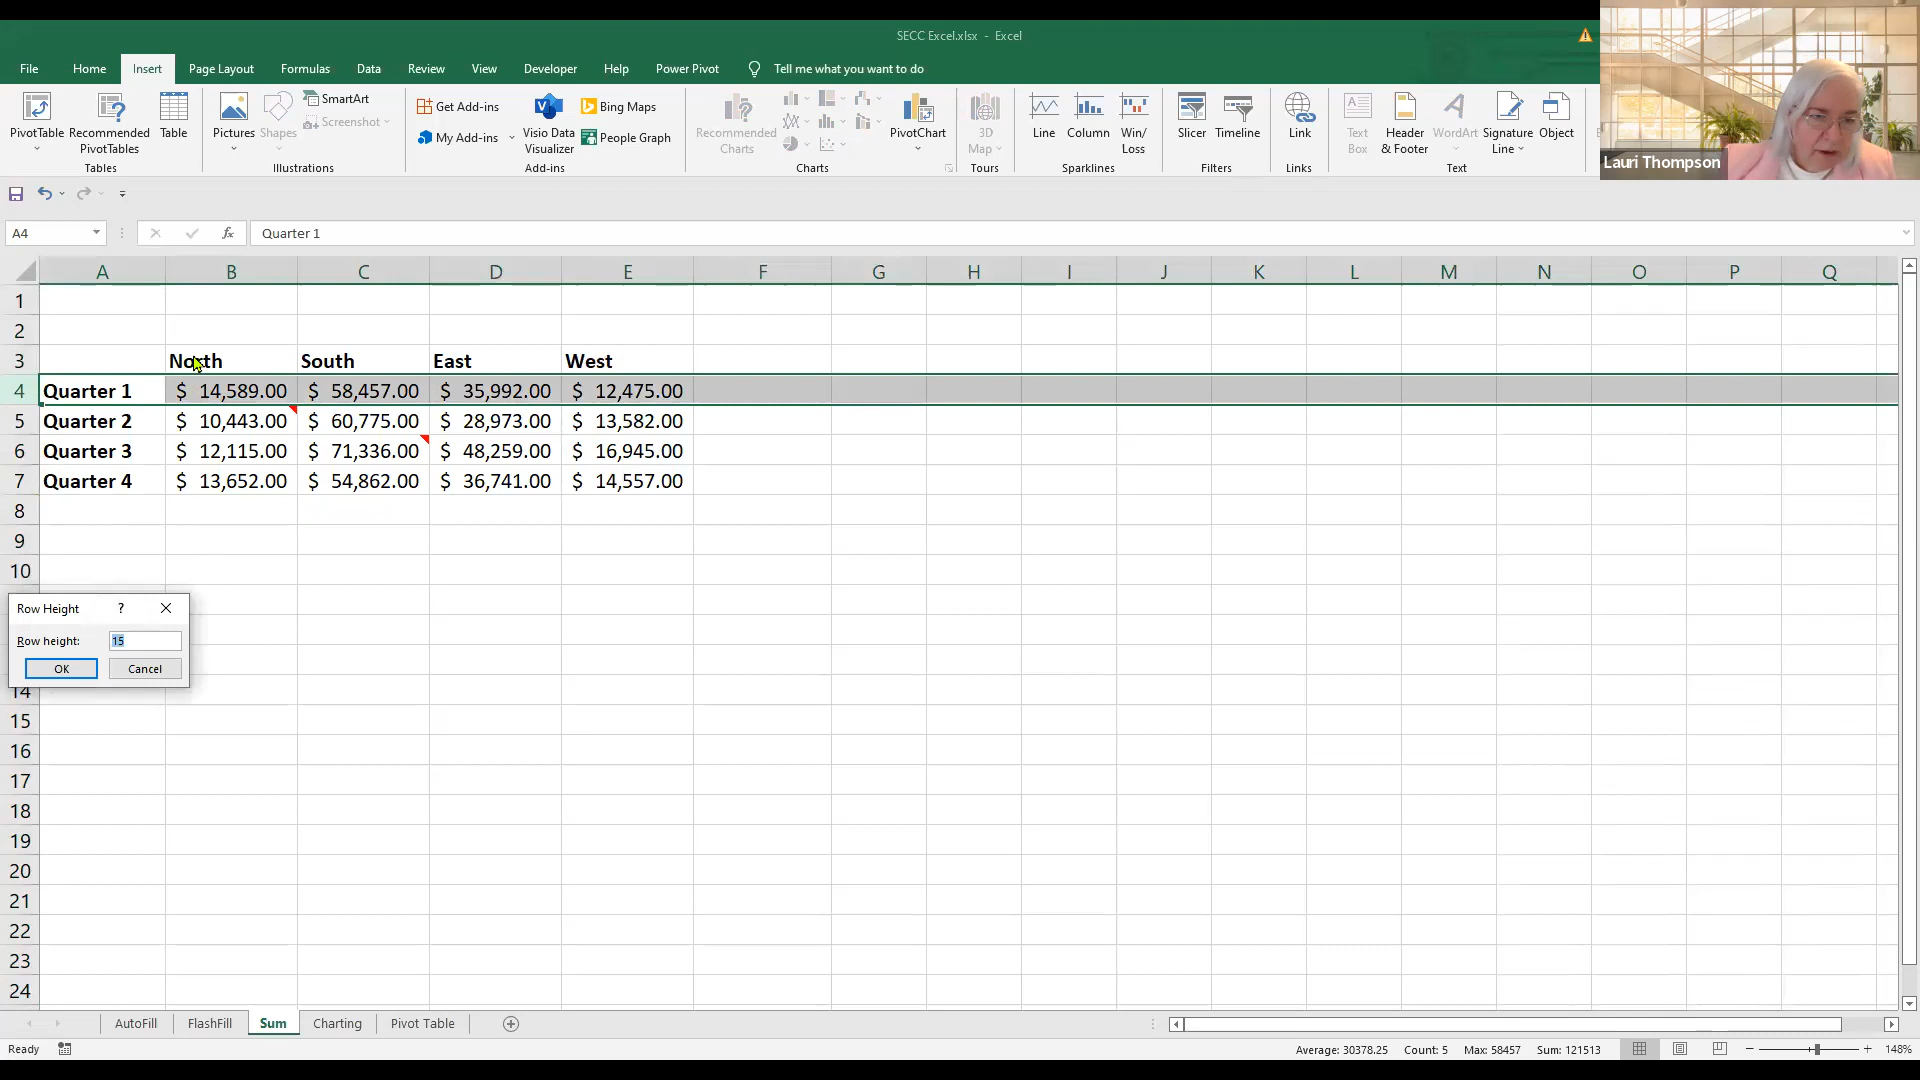 SECC Excel.xlsx - Excel
Lauri Thompson
File Home Insert Page Layout Formulas Data Review View Developer Help Power Pivot Tell me what you want to do
PivotTable
Recommended PivotTables
Table
Tables
Pictures
Shapes
SmartArt
Screenshot
Illustrations
Get Add-ins
My Add-ins
Visio Data Visualizer
Bing Maps
People Graph
Add-ins
Recommended Charts
PivotChart
Charts
3D Map
Tours
Line
Column
Win/ Loss
Sparklines
Slicer
Timeline
Filters
Link
Links
Text Box
Header & Footer
WordArt
Signature Line
Object
Text
A4 fx Quarter 1
A B C D E F G H I J K L M N O P Q
1
2
3 North South East West
4 Quarter 1 $ 14,589.00 $ 58,457.00 $ 35,992.00 $ 12,475.00
5 Quarter 2 $ 10,443.00 $ 60,775.00 $ 28,973.00 $ 13,582.00
6 Quarter 3 $ 12,115.00 $ 71,336.00 $ 48,259.00 $ 16,945.00
7 Quarter 4 $ 13,652.00 $ 54,862.00 $ 36,741.00 $ 14,557.00
8
9
10
Row Height ?
Row height: 15
OK Cancel
14
15
16
17
18
19
20
21
22
23
24
AutoFill FlashFill Sum Charting Pivot Table
Ready Average: 30378.25 Count: 5 Max: 58457 Sum: 121513 148%